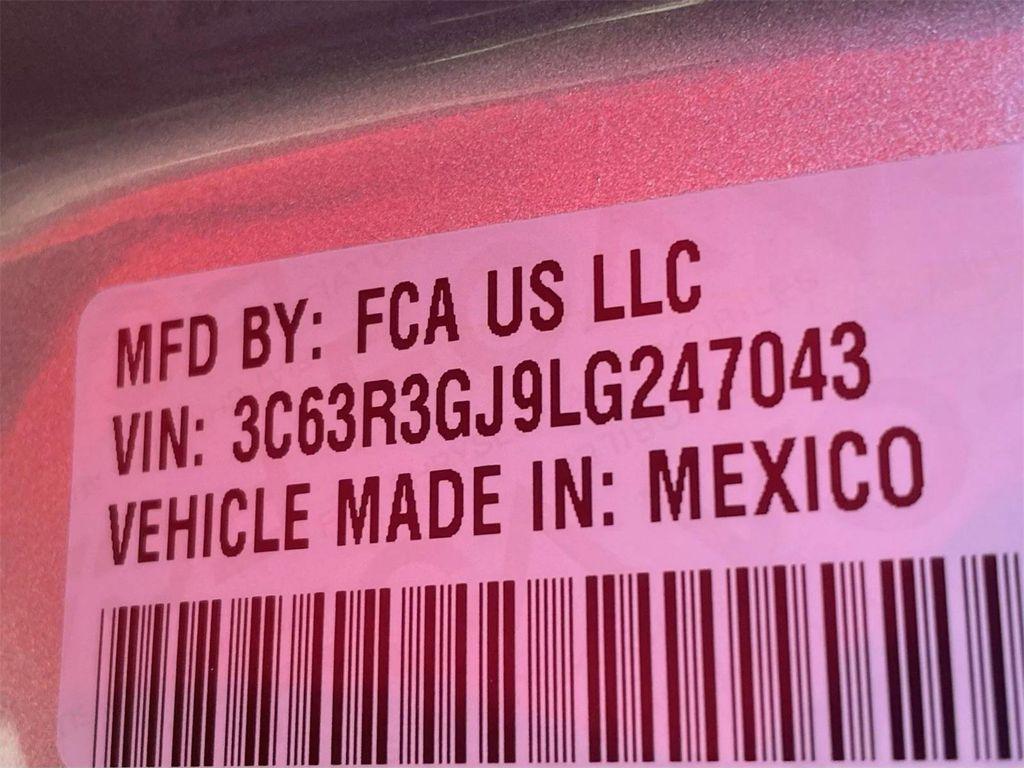 MFD BY: FCA US LLC
VIN: 3C63R3GJ9LG247043
VEHICLE MADE IN: MEXICO